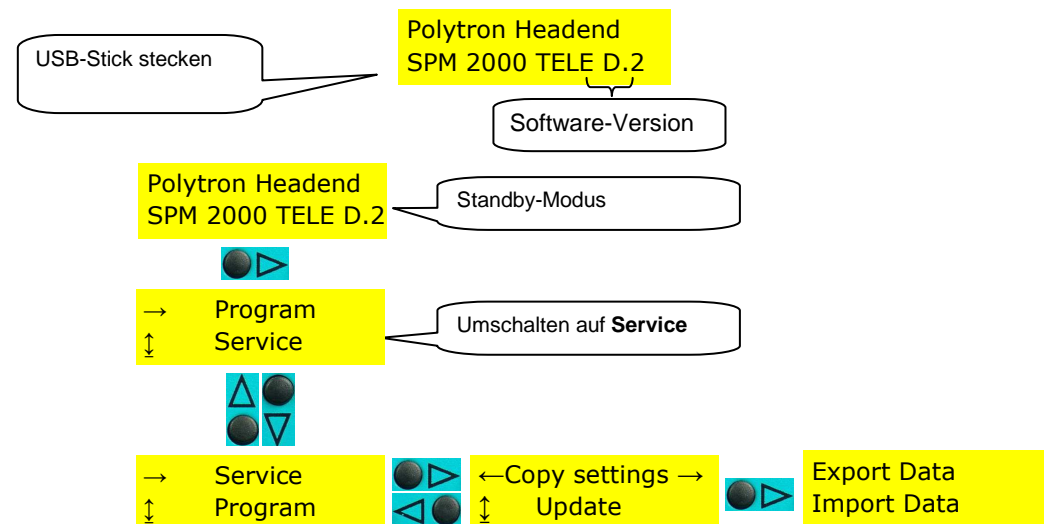 Polytron Headend
SPM 2000 TELE D.2
USB-Stick stecken
Software-Version
Polytron Headend
SPM 2000 TELE D.2
Standby-Modus
→ Program
↕ Service
Umschalten auf Service
→ Service
↕ Program
←Copy settings →
↕ Update
Export Data
Import Data